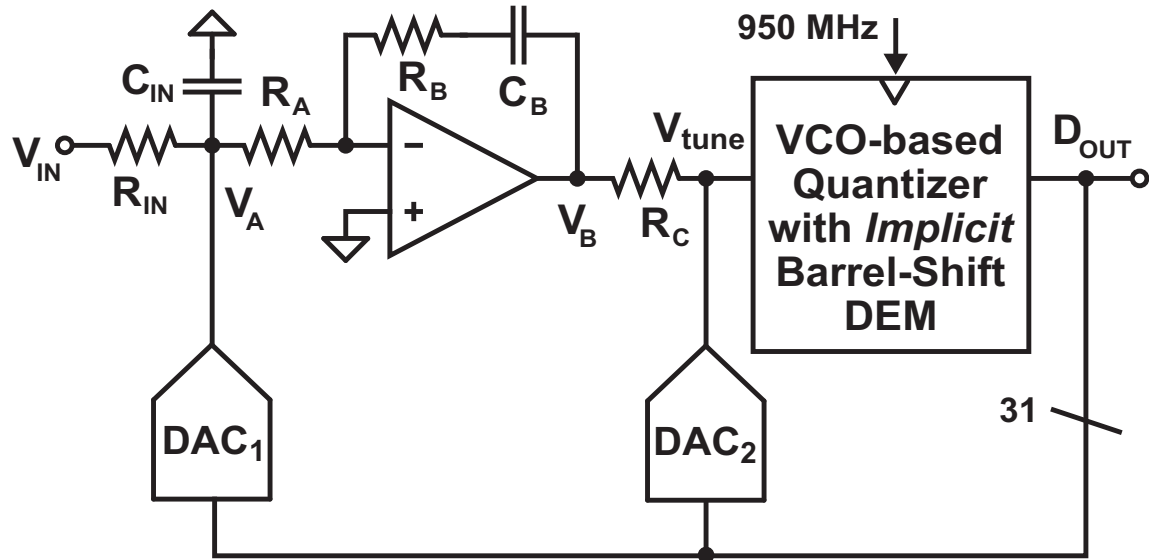 950 MHz
C_IN
R_A
R_B
C_B
V_IN
R_IN
V_A
−
+
V_B
R_C
V_tune
VCO-based
Quantizer
with Implicit
Barrel-Shift
DEM
D_OUT
31
DAC_1
DAC_2